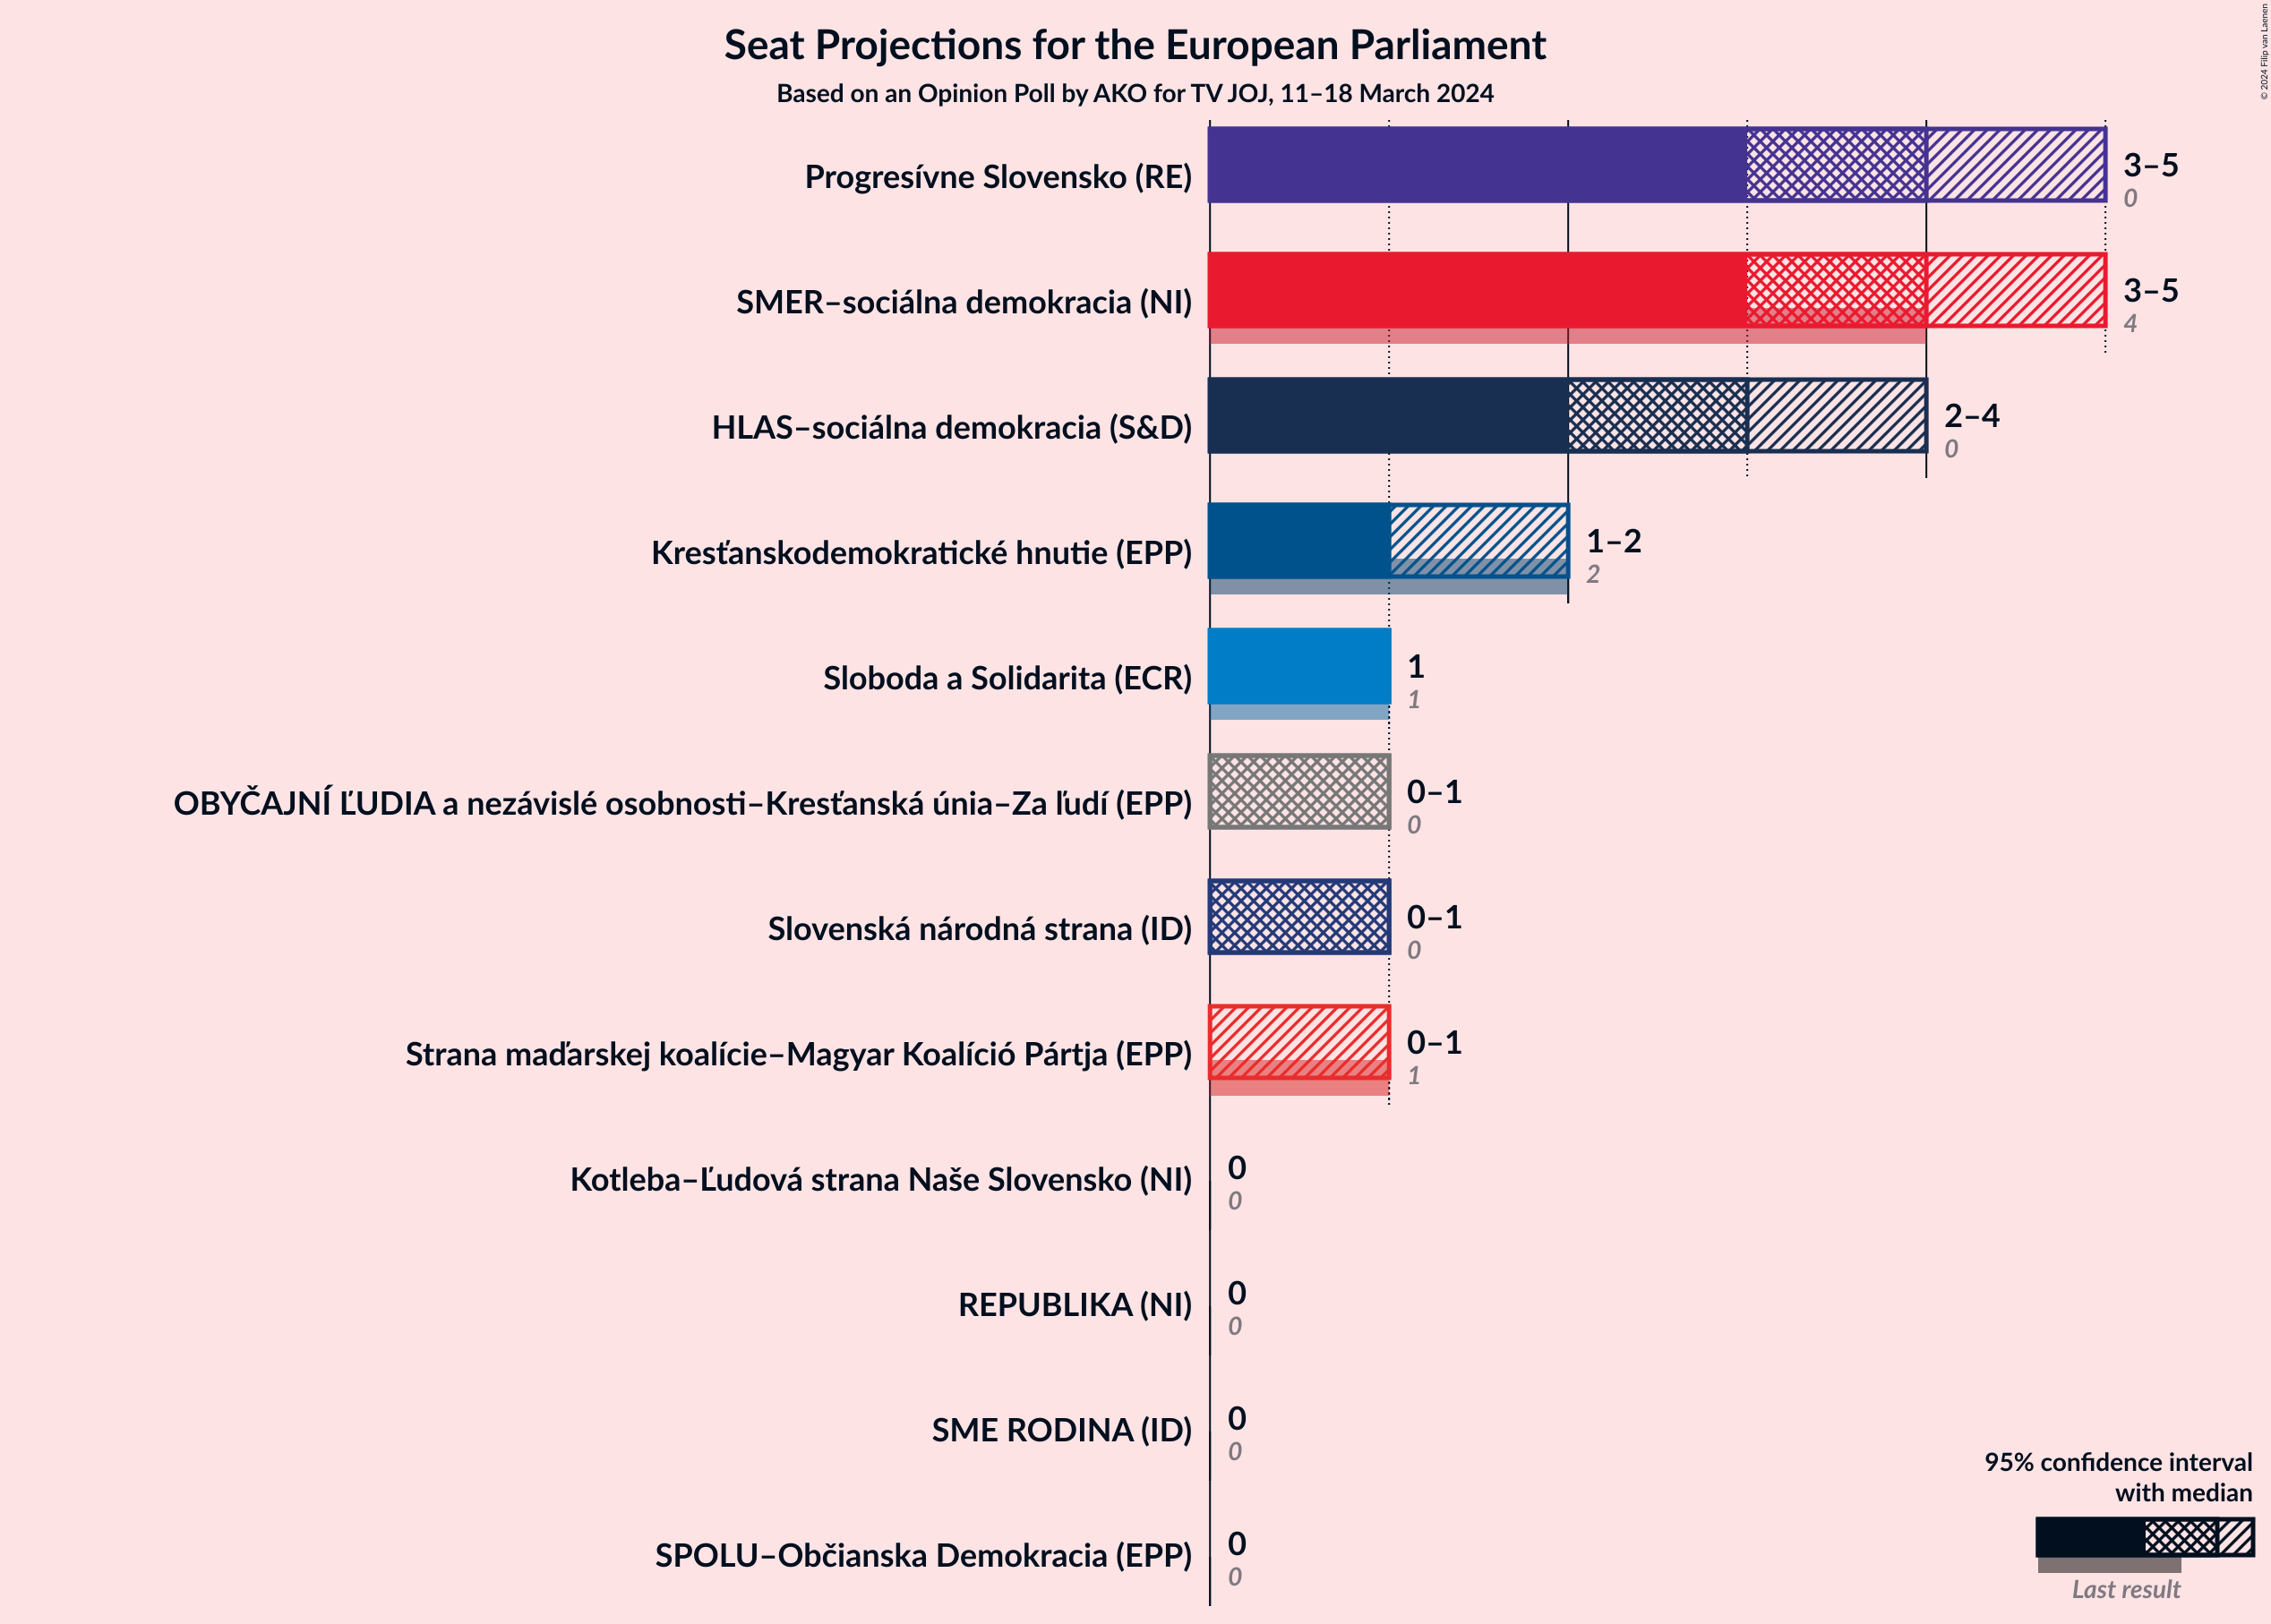 Seat Projections for the European Parliament
Based on an Opinion Poll by AKO for TV JOJ, 11–18 March 2024
© 2024 Filip van Laenen
Progresívne Slovensko (RE)
3–5
0
SMER–sociálna demokracia (NI)
3–5
4
HLAS–sociálna demokracia (S&D)
2–4
0
Kresťanskodemokratické hnutie (EPP)
1–2
2
Sloboda a Solidarita (ECR)
1
1
OBYČAJNÍ ĽUDIA a nezávislé osobnosti–Kresťanská únia–Za ľudí (EPP)
0–1
0
Slovenská národná strana (ID)
0–1
0
Strana maďarskej koalície–Magyar Koalíció Pártja (EPP)
0–1
1
Kotleba–Ľudová strana Naše Slovensko (NI)
0
0
REPUBLIKA (NI)
0
0
SME RODINA (ID)
0
0
SPOLU–Občianska Demokracia (EPP)
0
0
95% confidence interval
with median
Last result